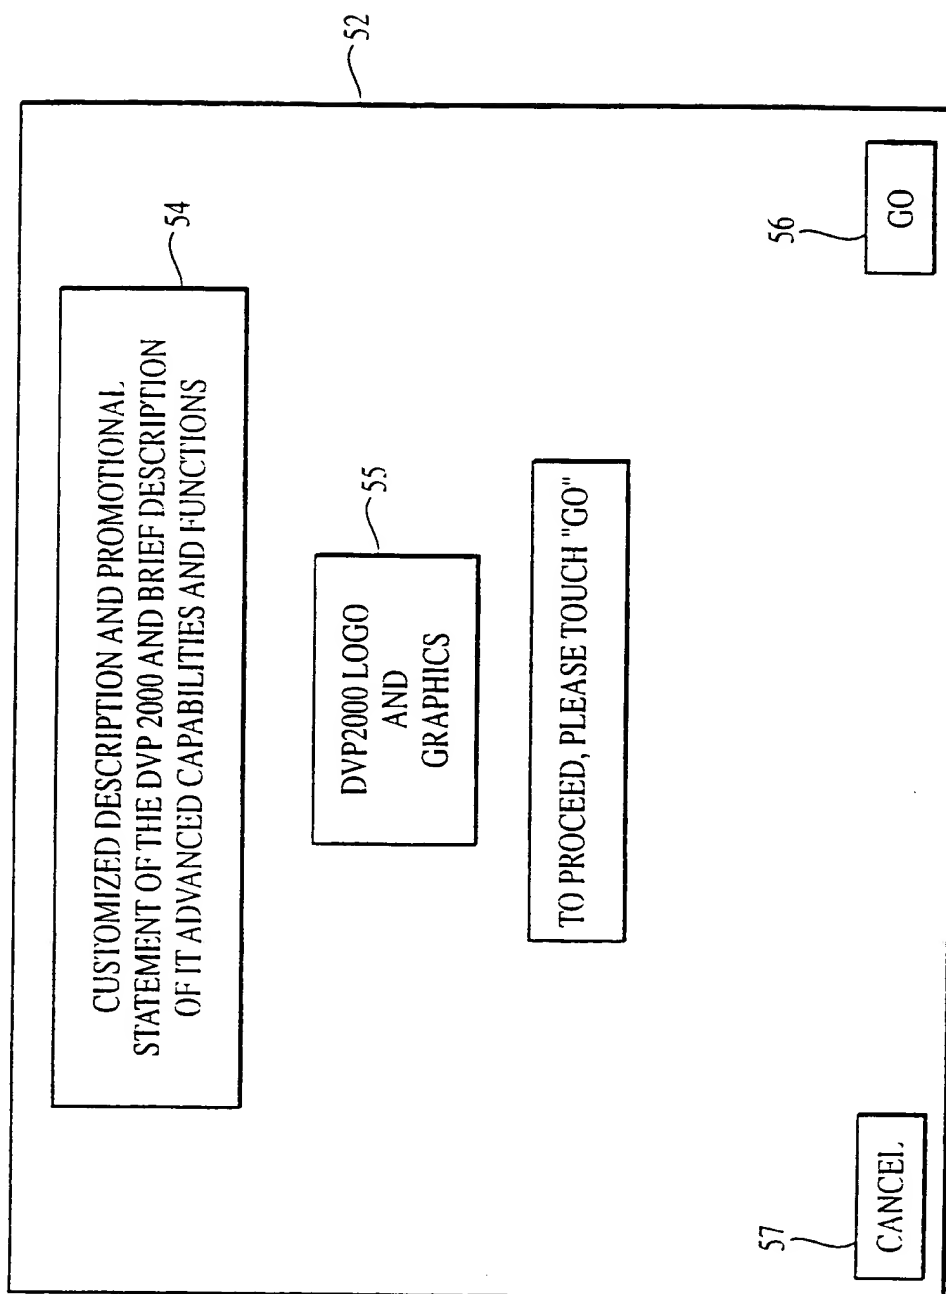 52
CUSTOMIZED DESCRIPTION AND PROMOTIONAL
STATEMENT OF THE DVP 2000 AND BRIEF DESCRIPTION
OF IT ADVANCED CAPABILITIES AND FUNCTIONS
54
DVP2000 LOGO
AND
GRAPHICS
55
TO PROCEED, PLEASE TOUCH "GO"
57
CANCEL
56
GO